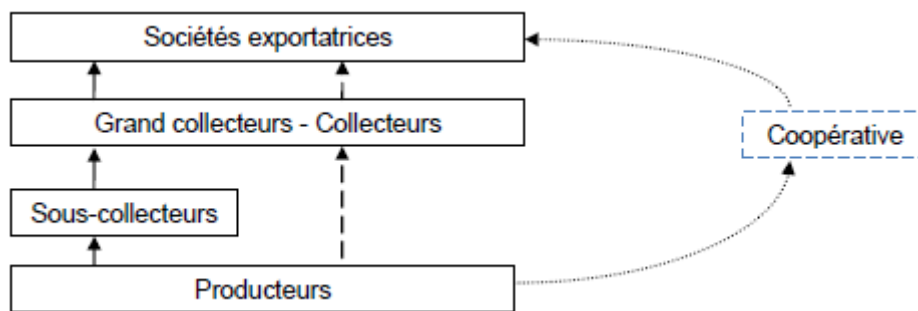 Sociétés exportatrices
Grand collecteurs - Collecteurs
Coopérative
Sous-collecteurs
Producteurs